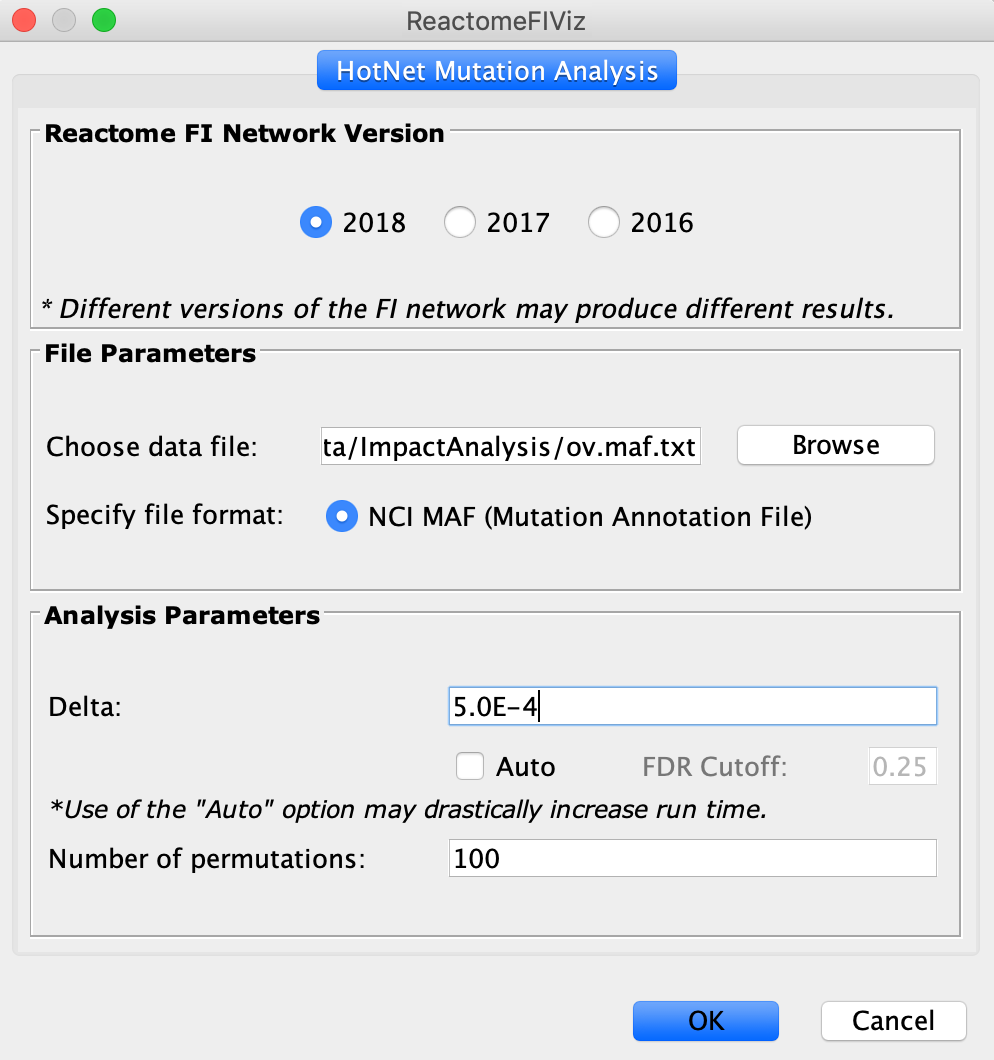 ReactomeFIViz
HotNet Mutation Analysis
Reactome FI Network Version
2018 2017 2016
* Different versions of the FI network may produce different results.
File Parameters
Choose data file: ta/ImpactAnalysis/ov.maf.txt Browse
Specify file format: NCI MAF (Mutation Annotation File)
Analysis Parameters
Delta: 5.0E-4
Auto FDR Cutoff: 0.25
*Use of the "Auto" option may drastically increase run time.
Number of permutations: 100
OK Cancel